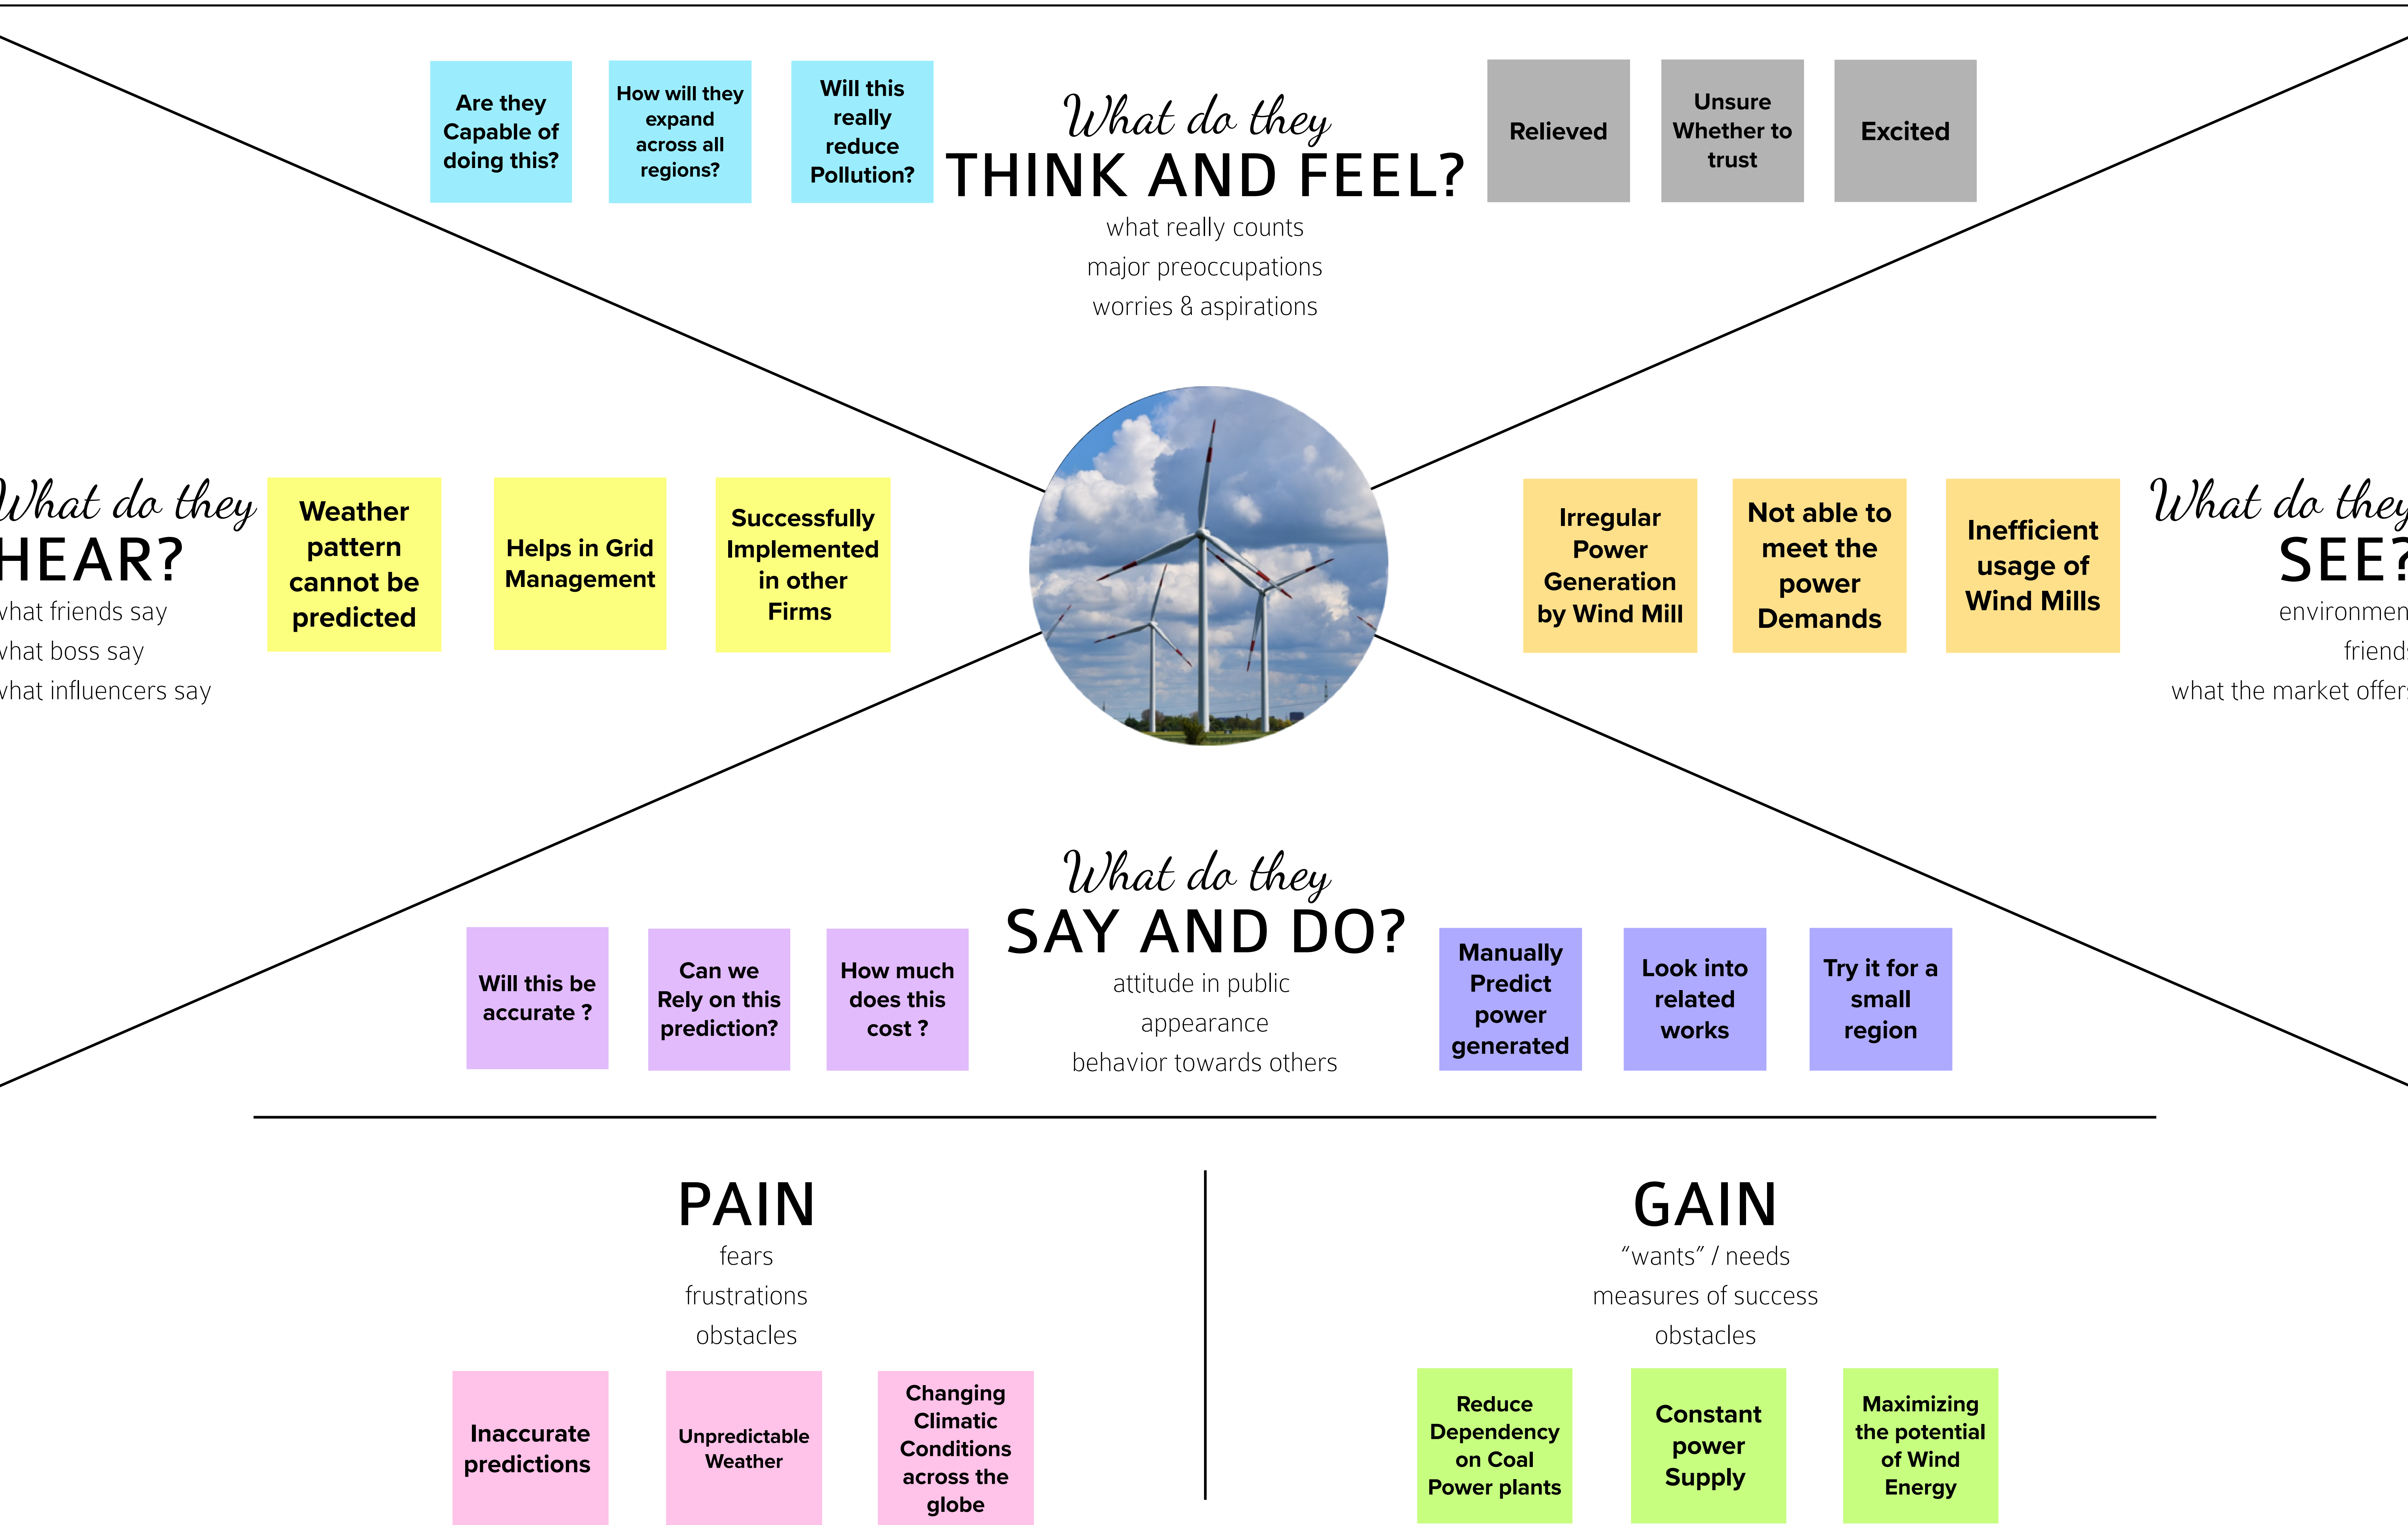 Are they
Capable of
doing this?
How will they
expand
across all
regions?
Will this
really
reduce
Pollution?
What do they
THINK AND FEEL?
what really counts
major preoccupations
worries & aspirations
Relieved
Unsure
Whether to
trust
Excited
What do they
HEAR?
what friends say
what boss say
what influencers say
Weather
pattern
cannot be
predicted
Helps in Grid
Management
Successfully
Implemented
in other
Firms
Irregular
Power
Generation
by Wind Mill
Not able to
meet the
power
Demands
Inefficient
usage of
Wind Mills
What do they
SEE?
environmen
friends
what the market offers
What do they
SAY AND DO?
attitude in public
appearance
behavior towards others
Will this be
accurate ?
Can we
Rely on this
prediction?
How much
does this
cost ?
Manually
Predict
power
generated
Look into
related
works
Try it for a
small
region
PAIN
fears
frustrations
obstacles
Inaccurate
predictions
Unpredictable
Weather
Changing
Climatic
Conditions
across the
globe
GAIN
“wants” / needs
measures of success
obstacles
Reduce
Dependency
on Coal
Power plants
Constant
power
Supply
Maximizing
the potential
of Wind
Energy